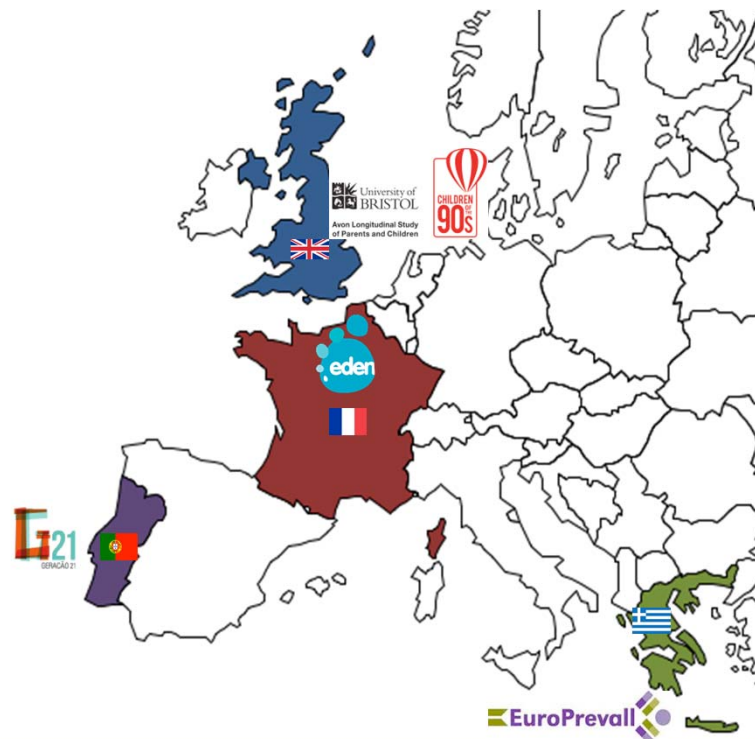 University of
BRISTOL
Avon Longitudinal Study
of Parents and Children
CHILDREN
OF THE
90s
eden
G21
GERAÇÃO 21
EuroPrevall